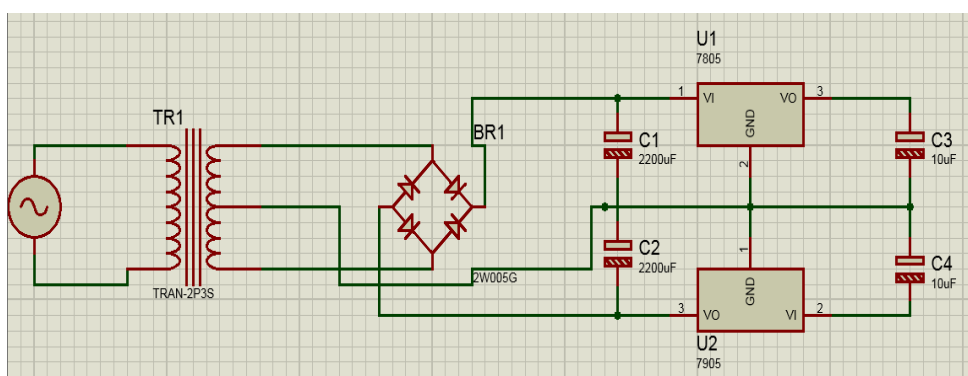 U1
7805
TR1
BR1
1 VI VO 3
GND
2
C1
2200uF
C3
10uF
1
C2
2200uF
GND
C4
10uF
2W005G
TRAN-2P3S
3 VO VI 2
U2
7905